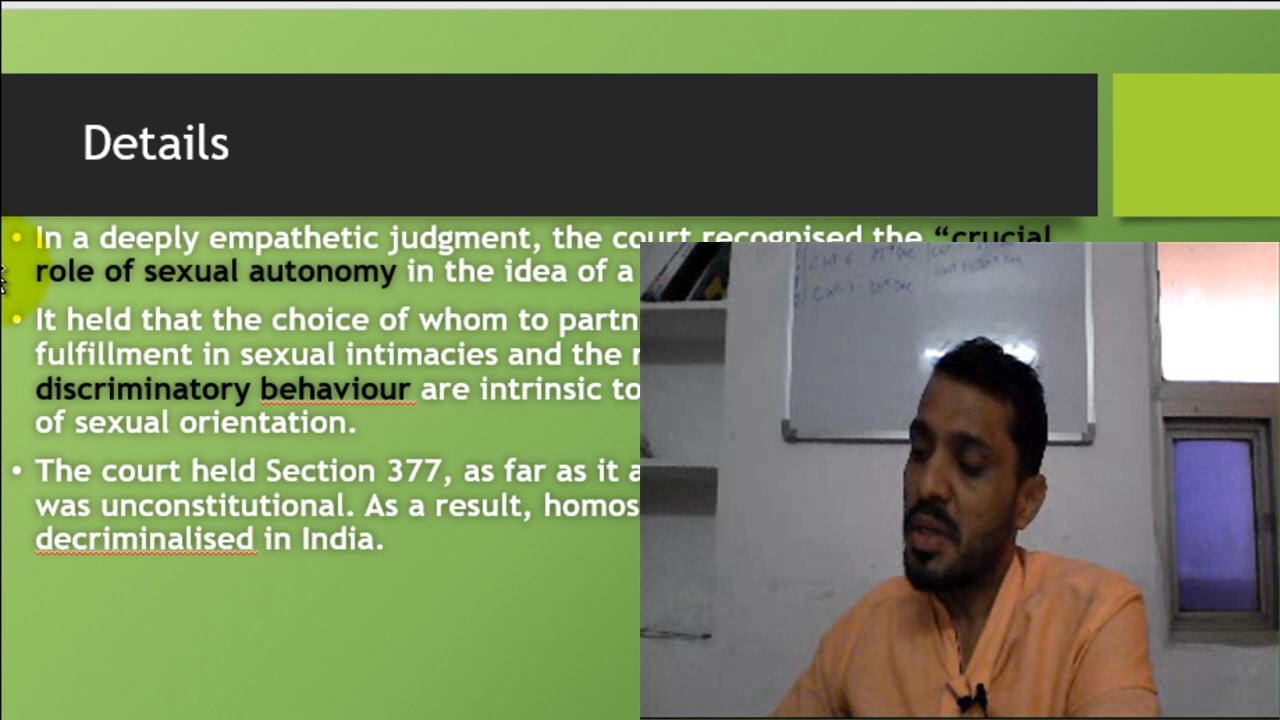 Details
• In a deeply empathetic judgment, the court recognised the “crucial
role of sexual autonomy in the idea of a
• It held that the choice of whom to partn
fulfillment in sexual intimacies and the
discriminatory behaviour are intrinsic to
of sexual orientation.
• The court held Section 377, as far as it a
was unconstitutional. As a result, homos
decriminalised in India.